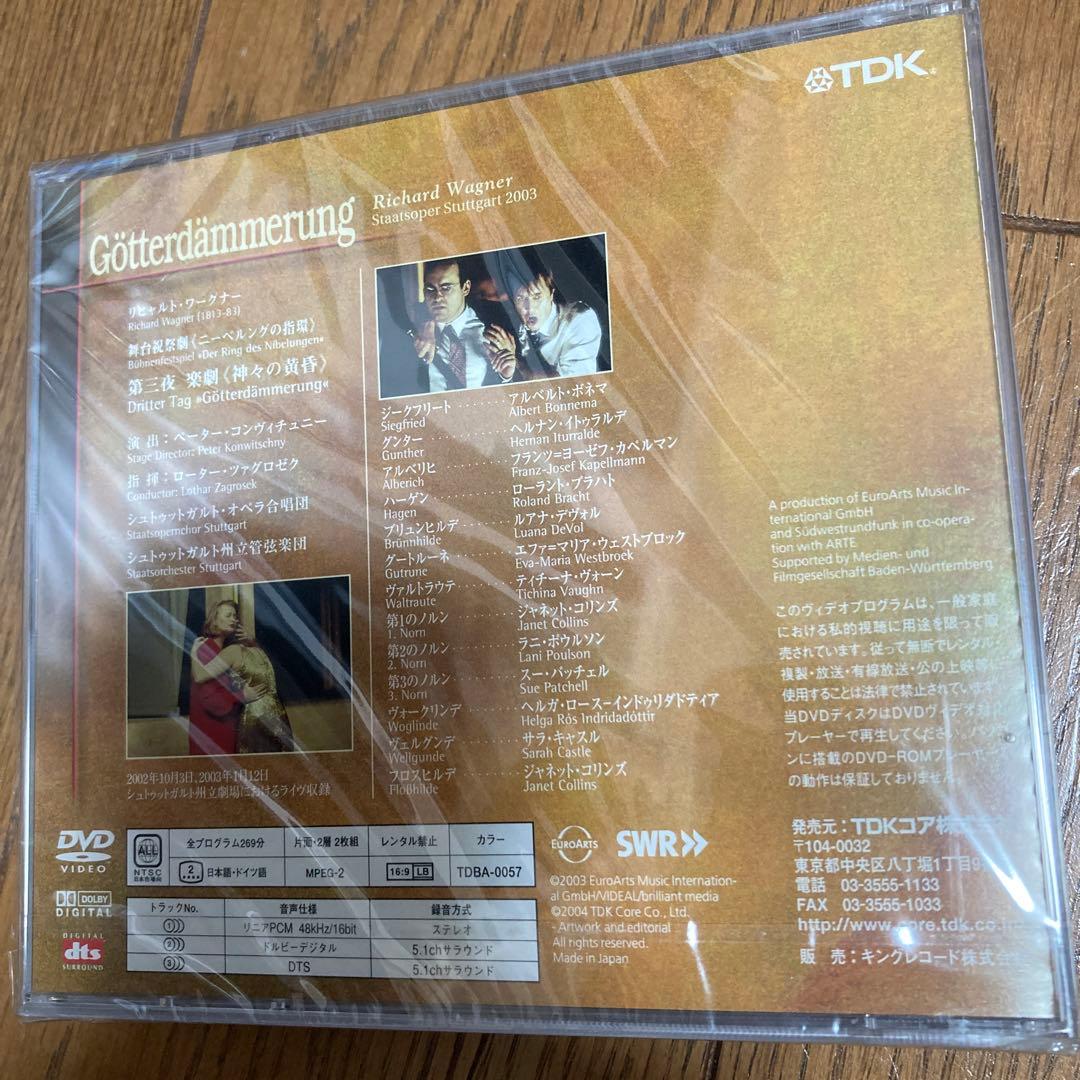 TDK
Götterdämmerung
Richard Wagner
Staatsoper Stuttgart 2003
リヒャルト・ワーグナー
Richard Wagner (1813-83)
舞台祝祭劇《ニーベルングの指環》
Bühnenfestspiel »Der Ring des Nibelungen«
第三夜 楽劇《神々の黄昏》
Dritter Tag »Götterdämmerung«
演出:ペーター・コンヴィチュニー
Stage Director: Peter Konwitschny
指揮:ローター・ツァグロゼク
Conductor: Lothar Zagrosek
シュトゥットガルト・オペラ合唱団
Staatsopernchor Stuttgart
シュトゥットガルト州立管弦楽団
Staatsorchester Stuttgart
2002年10月3日、2003年1月12日
シュトゥットガルト州立劇場におけるライヴ収録
ジークフリート ・・・・・・・ アルベルト・ボネマ
Siegfried Albert Bonnema
グンター ・・・・・・・ ヘルナン・イトゥラルデ
Gunther Hernan Iturralde
アルベリヒ ・・・・・・・ フランツ=ヨーゼフ・カペルマン
Alberich Franz-Josef Kapellmann
ハーゲン ・・・・・・・ ローラント・ブラハト
Hagen Roland Bracht
ブリュンヒルデ ・・・・・・・ ルアナ・デヴォル
Brünnhilde Luana DeVol
グートルーネ ・・・・・・・ エファ=マリア・ウェストブロック
Gutrune Eva-Maria Westbroek
ヴァルトラウテ ・・・・・・・ ティチーナ・ヴォーン
Waltraute Tichina Vaughn
第1のノルン ・・・・・・・ ジャネット・コリンズ
1. Norn Janet Collins
第2のノルン ・・・・・・・ ラニ・ポウルソン
2. Norn Lani Poulson
第3のノルン ・・・・・・・ スー・パッチェル
3. Norn Sue Patchell
ヴォークリンデ ・・・・・・・ ヘルガ・ロース=インドゥリダドティア
Woglinde Helga Rós Indridadóttir
ヴェルグンデ ・・・・・・・ サラ・キャスル
Wellgunde Sarah Castle
フロスヒルデ ・・・・・・・ ジャネット・コリンズ
Floßhilde Janet Collins
A production of EuroArts Music In-
ternational GmbH
and Südwestrundfunk in co-opera-
tion with ARTE
Supported by Medien- und
Filmgesellschaft Baden-Württemberg
このヴィデオプログラムは、一般家庭
における私的視聴に用途を限って販
売されています。従って無断でレンタル
複製・放送・有線放送・公の上映等に
使用することは法律で禁止されています。
当DVDディスクはDVDヴィデオ対応
プレーヤーで再生してください。パソコ
ンに搭載のDVD-ROMプレーヤーで
の動作は保証しておりません。
DVD
VIDEO
DOLBY
DIGITAL
DIGITAL
dts
SURROUND
ALL
NTSC
日本市場向
全プログラム269分
片面・2層 2枚組
レンタル禁止
カラー
2
日本語・ドイツ語
MPEG-2
16:9 LB
TDBA-0057
トラックNo. 音声仕様 録音方式
1 リニアPCM 48kHz/16bit ステレオ
2 ドルビーデジタル 5.1chサラウンド
3 DTS 5.1chサラウンド
EUROARTS
SWR
©2003 EuroArts Music Internation-
al GmbH/VIDEAL/brilliant media
©2004 TDK Core Co., Ltd.
- Artwork and editorial
All rights reserved.
Made in Japan
発売元:TDKコア株式
〒104-0032
東京都中央区八丁堀1丁目9
電話 03-3555-1133
FAX 03-3555-1033
http://www.core.tdk.co.
販 売:キングレコード株式会